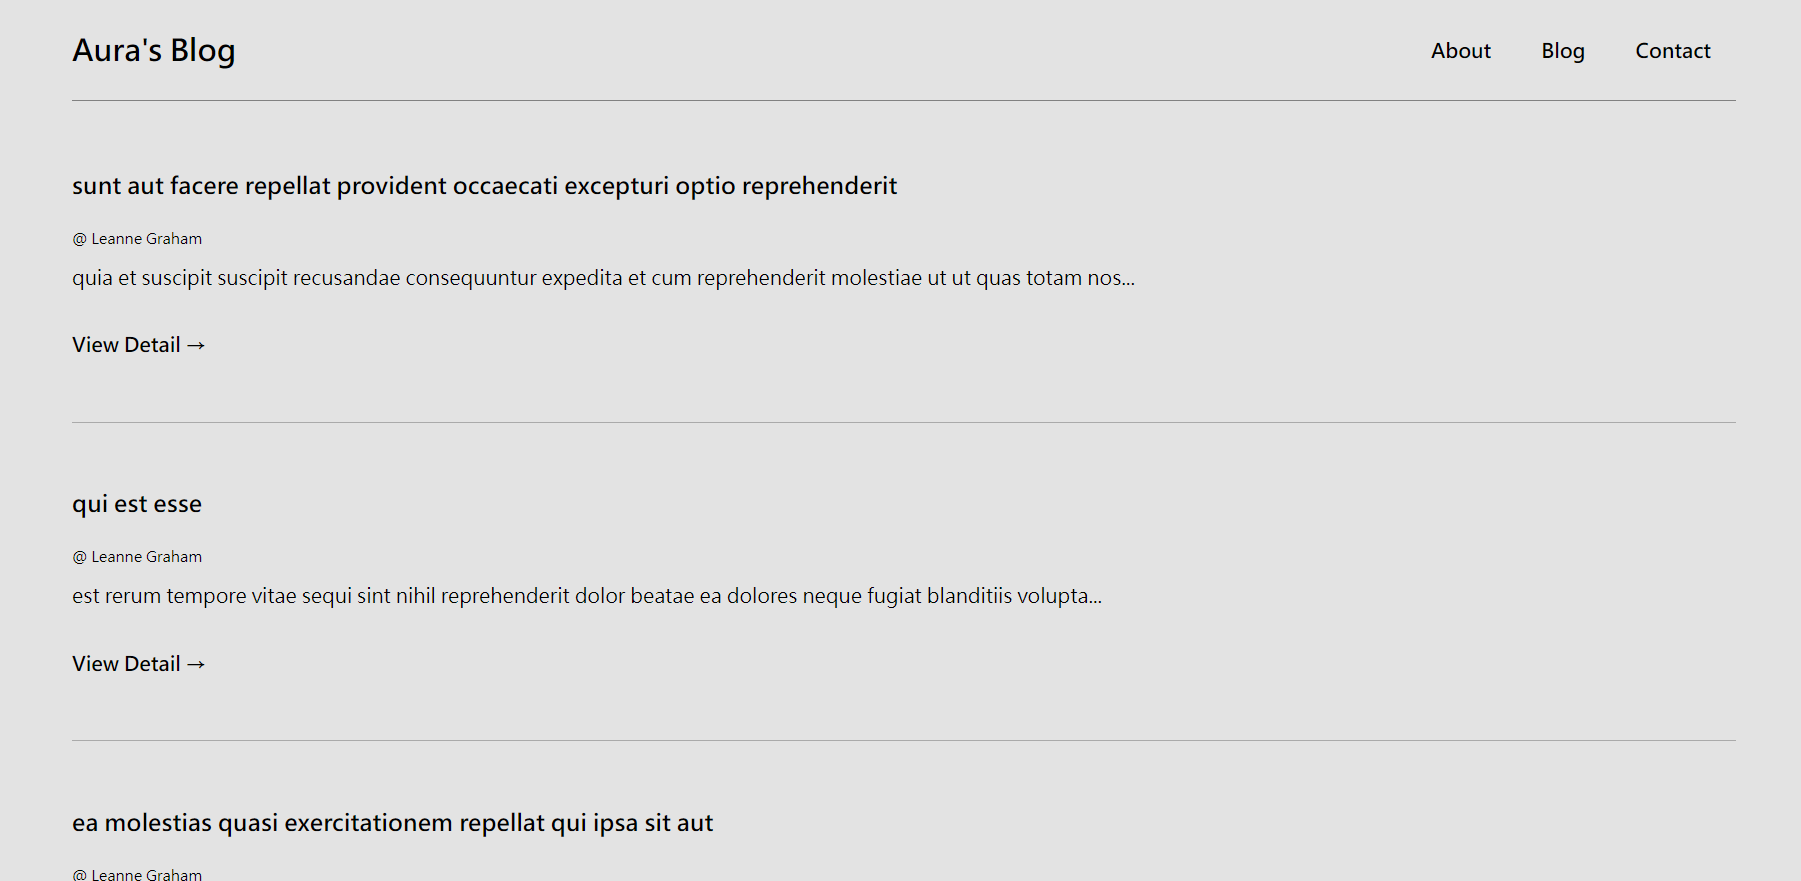 Aura's Blog
About Blog Contact
sunt aut facere repellat provident occaecati excepturi optio reprehenderit
@ Leanne Graham
quia et suscipit suscipit recusandae consequuntur expedita et cum reprehenderit molestiae ut ut quas totam nos...
View Detail →
qui est esse
@ Leanne Graham
est rerum tempore vitae sequi sint nihil reprehenderit dolor beatae ea dolores neque fugiat blanditiis volupta...
View Detail →
ea molestias quasi exercitationem repellat qui ipsa sit aut
@ Leanne Graham